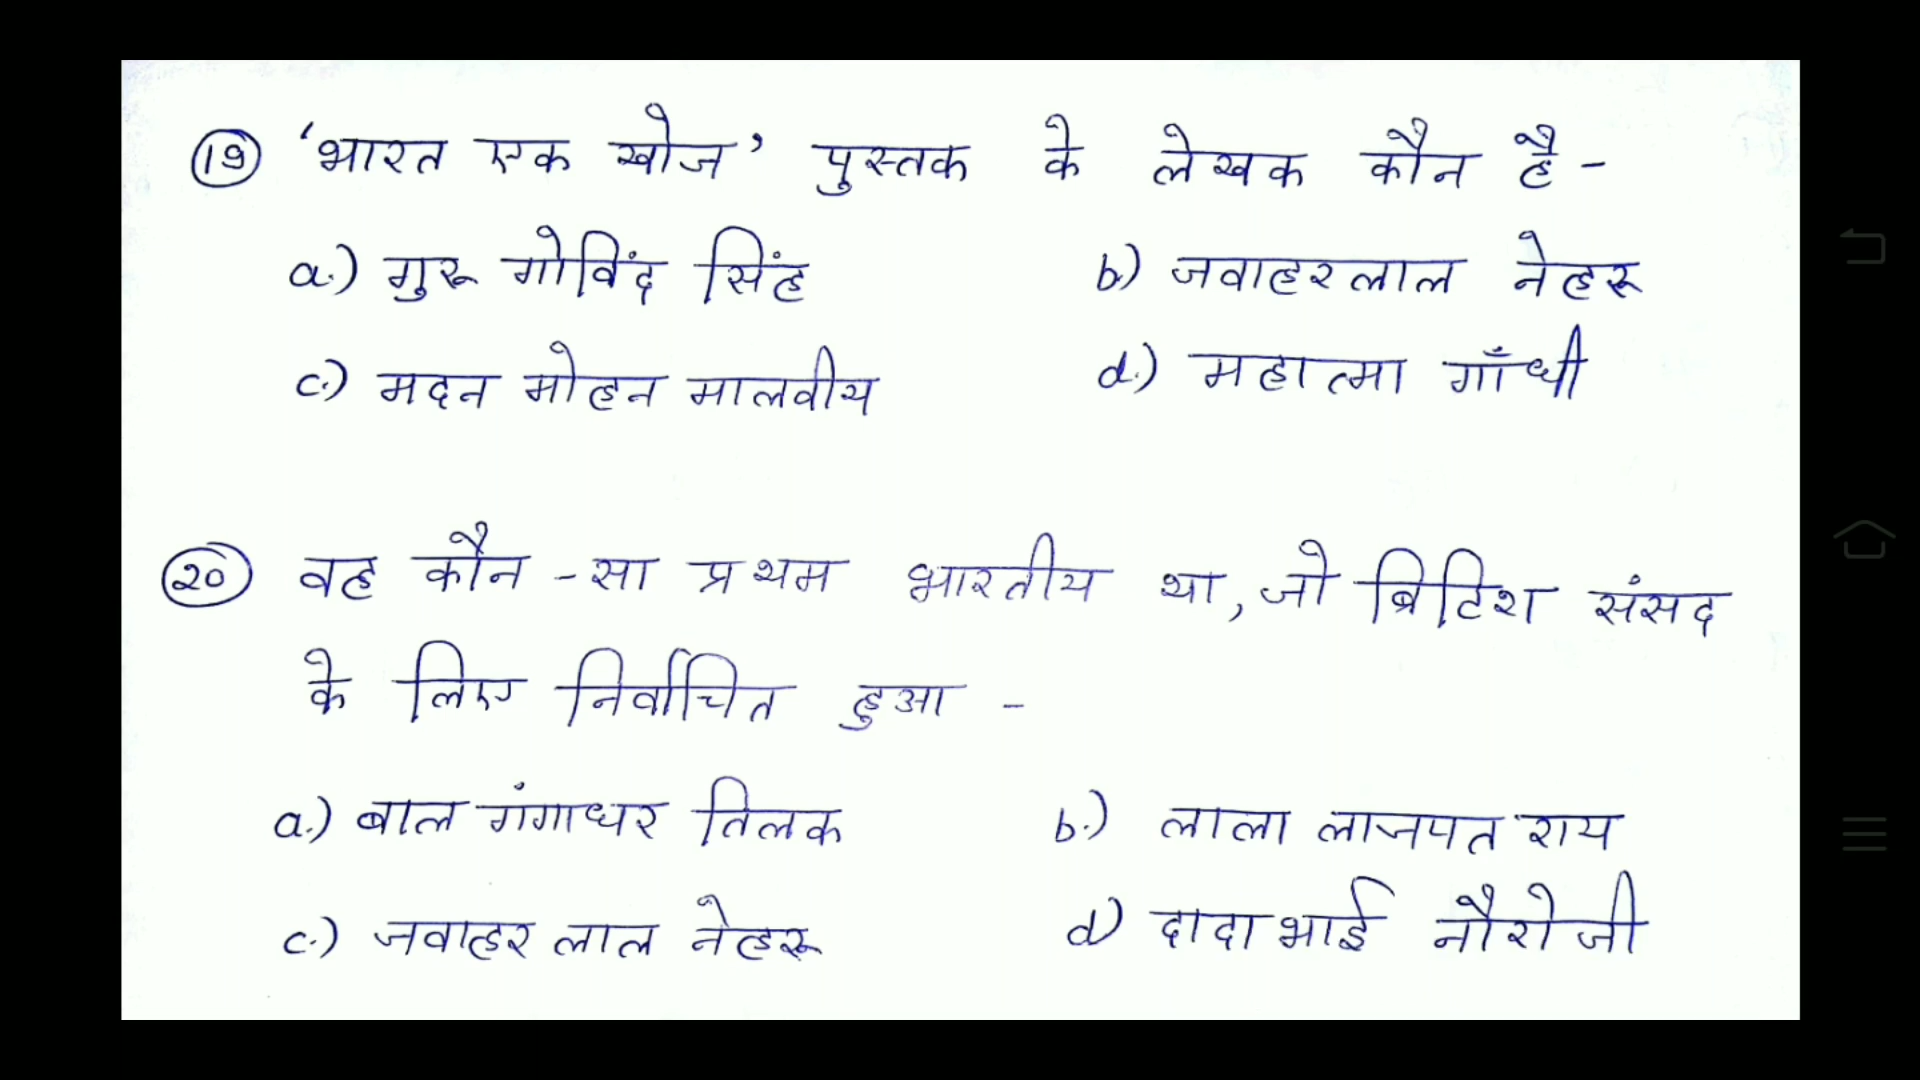 19 'भारत एक खोज' पुस्तक के लेखक कौन है -
a.) गुरू गोविंद सिंह b) जवाहरलाल नेहरू
c.) मदन मोहन मालवीय d.) महात्मा गाँधी
20 वह कौन - सा प्रथम भारतीय था, जो ब्रिटिश संसद
के लिए निर्वाचित हुआ -
a.) बाल गंगाधर तिलक b.) लाला लाजपत राय
c.) जवाहर लाल नेहरू d) दादा भाई नौरोजी